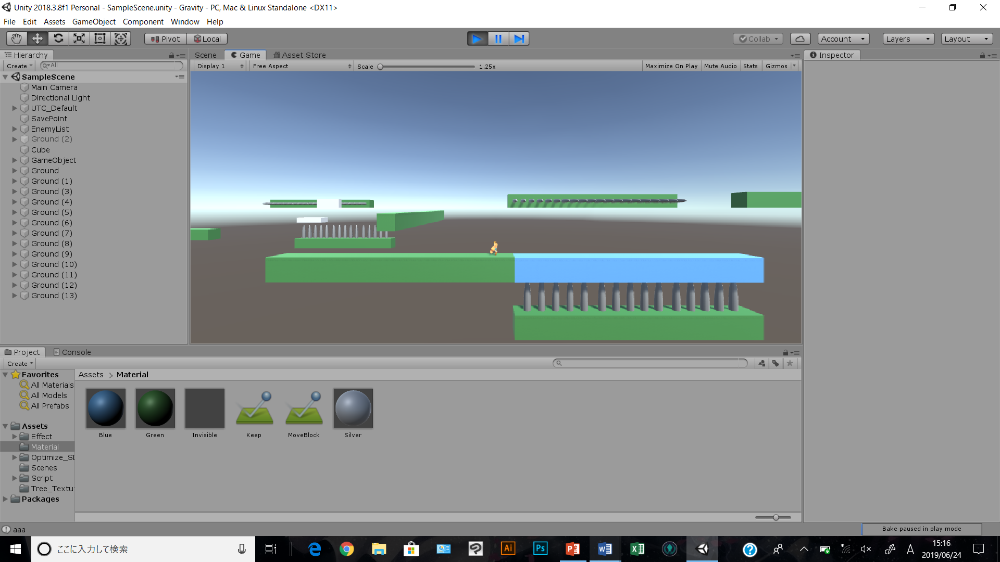 Unity 2018.3.8f1 Personal - SampleScene.unity - Gravity - PC, Mac & Linux Standalone <DX11>
File Edit Assets GameObject Component Window Help
Pivot Local Collab Account Layers Layout
Hierarchy
Create All
SampleScene
Main Camera
Directional Light
UTC_Default
SavePoint
EnemyList
Ground (2)
Cube
GameObject
Ground
Ground (1)
Ground (3)
Ground (4)
Ground (5)
Ground (6)
Ground (7)
Ground (8)
Ground (9)
Ground (10)
Ground (11)
Ground (12)
Ground (13)
Scene Game Asset Store
Display 1 Free Aspect Scale 1.25x Maximize On Play Mute Audio Stats Gizmos
Inspector
Project Console
Create
Favorites
All Materials
All Models
All Prefabs
Assets
Effect
Material
Optimize_SD
Scenes
Script
Tree_Textu
Packages
Assets Material
Blue Green Invisible Keep MoveBlock Silver
aaa
Bake paused in play mode
ここに入力して検索
Ai Ps
A
15:16
2019/06/24